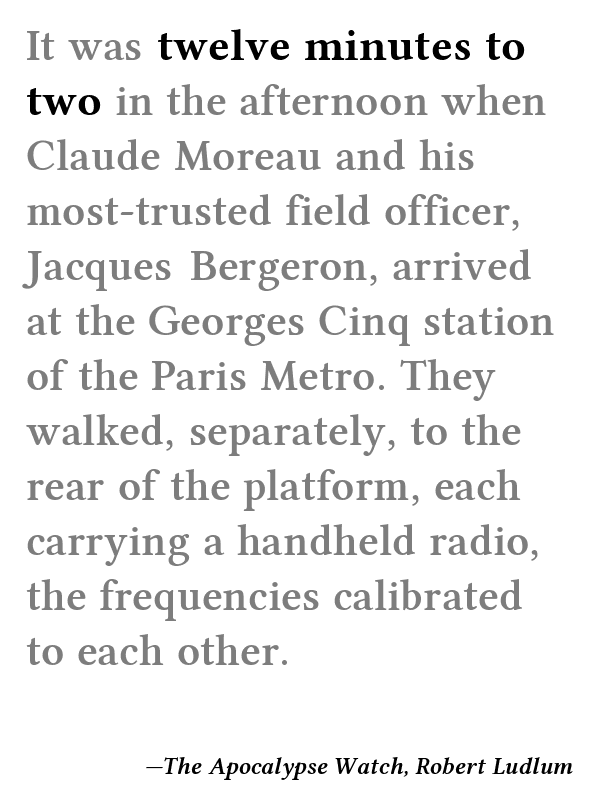 It was twelve minutes to
two in the afternoon when
Claude Moreau and his
most-trusted field officer,
Jacques Bergeron, arrived
at the Georges Cinq station
of the Paris Metro. They
walked, separately, to the
rear of the platform, each
carrying a handheld radio,
the frequencies calibrated
to each other.
—The Apocalypse Watch, Robert Ludlum